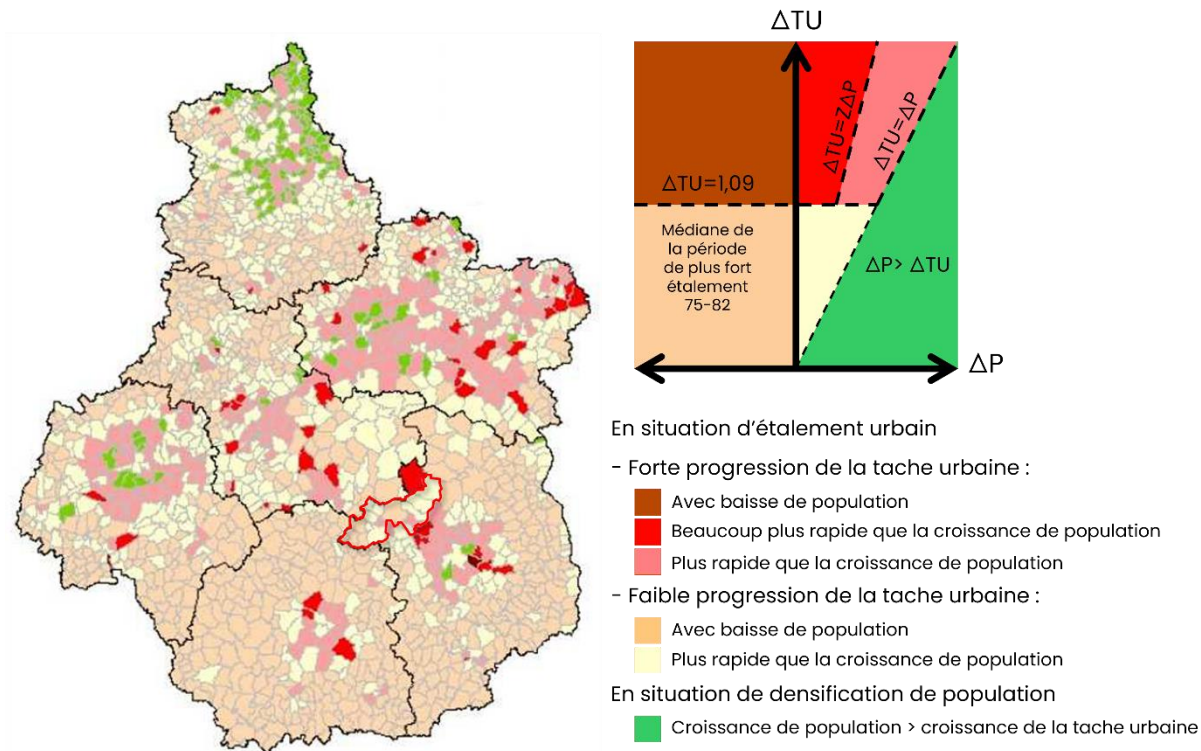 ΔTU
ΔTU=ZΔP
ΔTU=ΔP
ΔTU=1,09
Médiane de
la période
de plus fort
étalement
75-82
ΔP> ΔTU
ΔP
En situation d’étalement urbain
- Forte progression de la tache urbaine :
Avec baisse de population
Beaucoup plus rapide que la croissance de population
Plus rapide que la croissance de population
- Faible progression de la tache urbaine :
Avec baisse de population
Plus rapide que la croissance de population
En situation de densification de population
Croissance de population > croissance de la tache urbaine